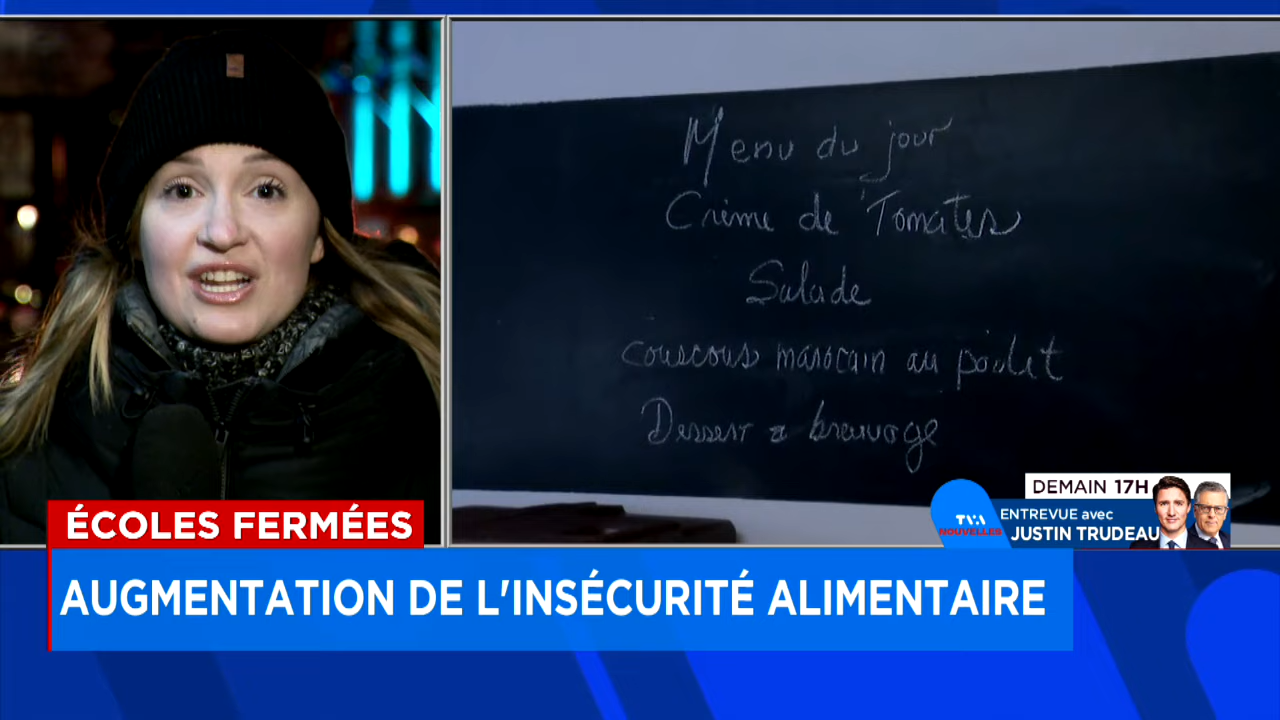 Menu du jour
Crème de Tomates
Salade
couscous marocain au poulet
Dessert & breuvage
DEMAIN 17H
ENTREVUE avec
JUSTIN TRUDEAU
TVA
NOUVELLES
ÉCOLES FERMÉES
AUGMENTATION DE L'INSÉCURITÉ ALIMENTAIRE